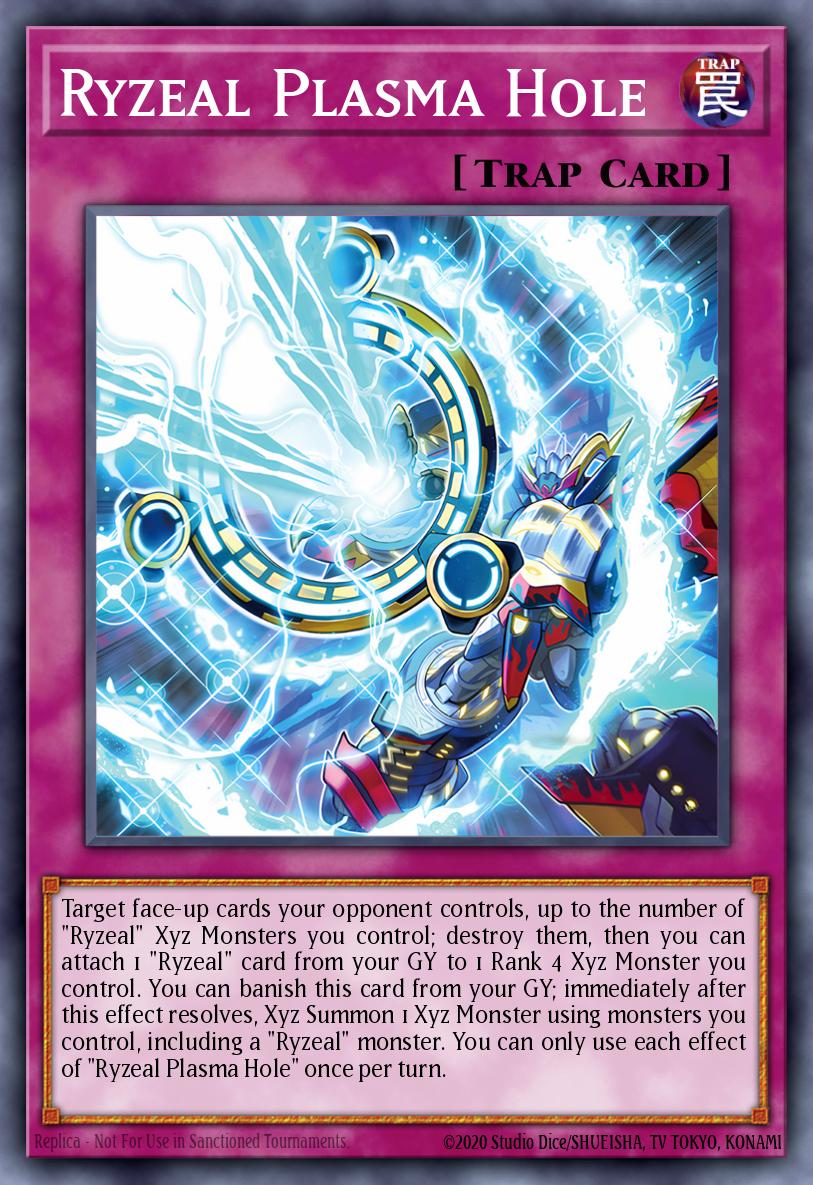 Ryzeal Plasma Hole
TRAP
罠
[Trap Card]
Target face-up cards your opponent controls, up to the number of
"Ryzeal" Xyz Monsters you control; destroy them, then you can
attach 1 "Ryzeal" card from your GY to 1 Rank 4 Xyz Monster you
control. You can banish this card from your GY; immediately after
this effect resolves, Xyz Summon 1 Xyz Monster using monsters you
control, including a "Ryzeal" monster. You can only use each effect
of "Ryzeal Plasma Hole" once per turn.
Replica - Not For Use in Sanctioned Tournaments.
©2020 Studio Dice/SHUEISHA, TV TOKYO, KONAMI